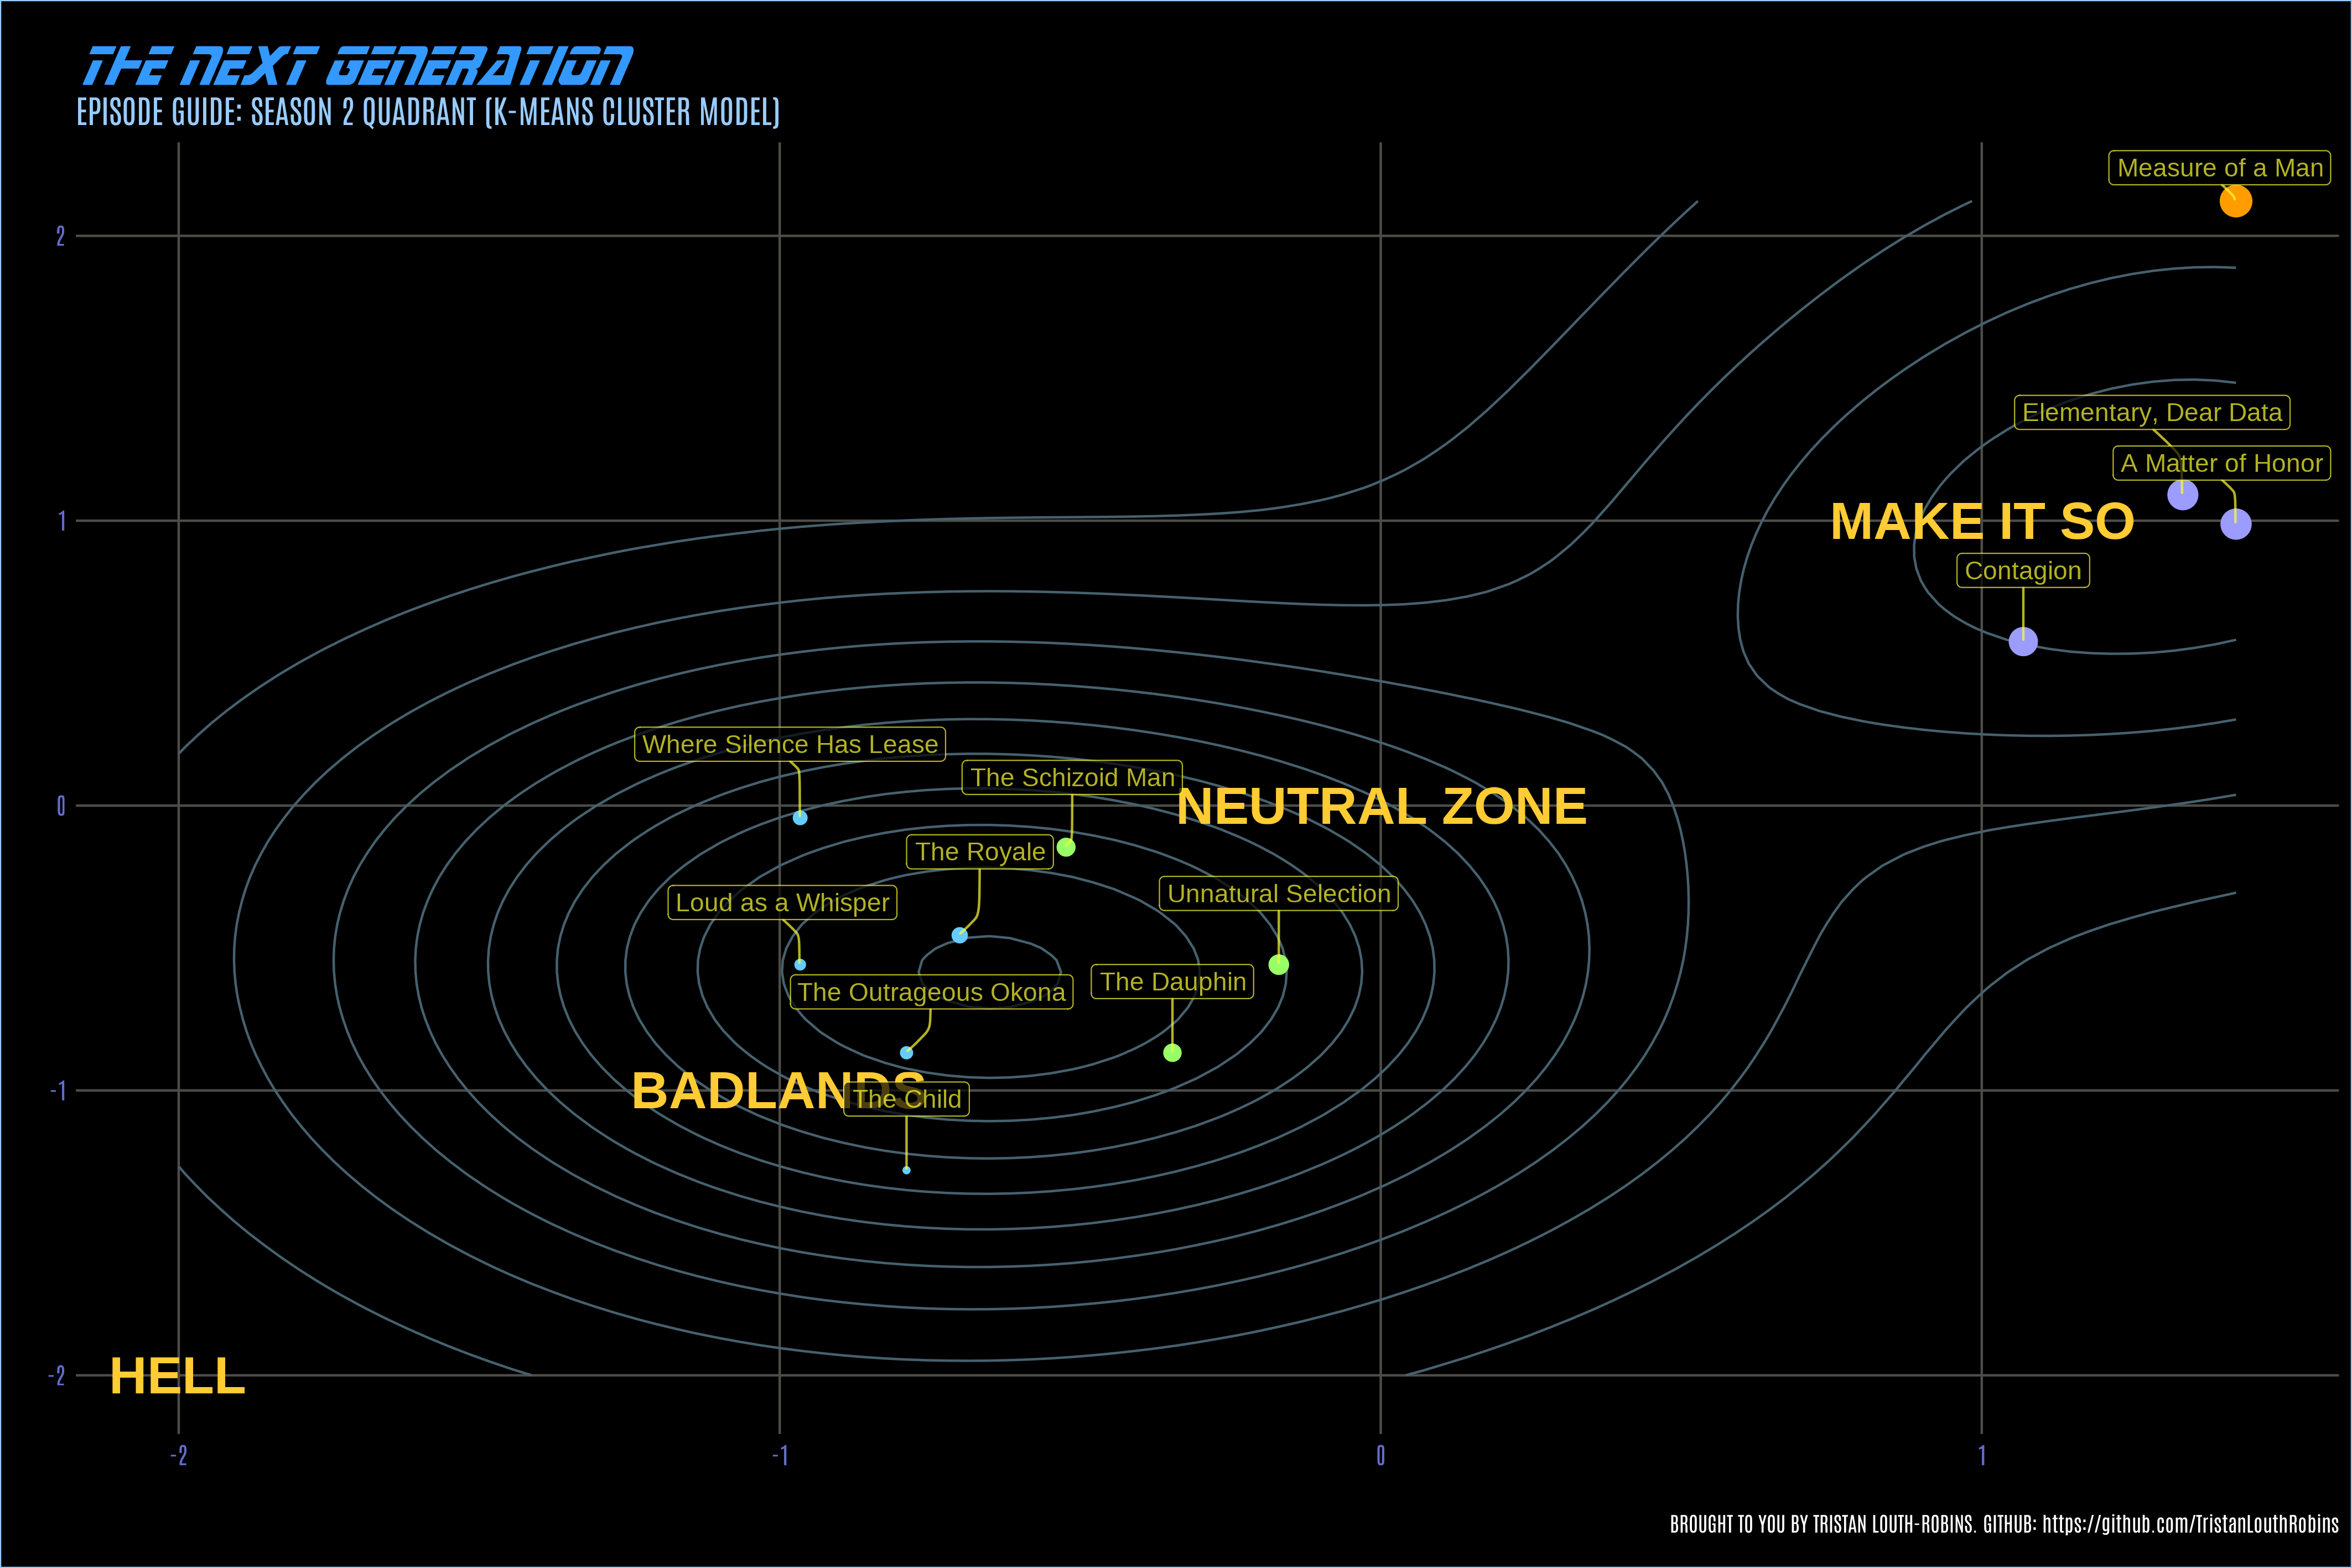 THE NEXT GENERATION
EPISODE GUIDE: SEASON 2 QUADRANT (K-MEANS CLUSTER MODEL)
Measure of a Man
2
Elementary, Dear Data
A Matter of Honor
1
MAKE IT SO
Contagion
Where Silence Has Lease
The Schizoid Man
0
NEUTRAL ZONE
The Royale
Unnatural Selection
Loud as a Whisper
The Dauphin
The Outrageous Okona
-1
BADLANDS
The Child
-2
HELL
-2
-1
0
1
BROUGHT TO YOU BY TRISTAN LOUTH-ROBINS. GITHUB: https://github.com/TristanLouthRobins